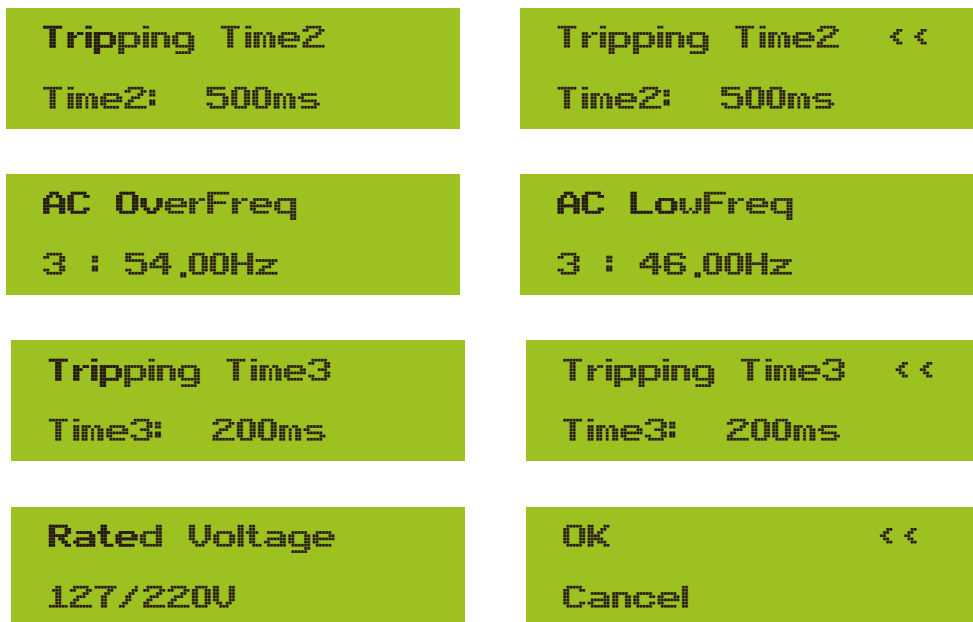 Tripping Time2
Time2: 500ms
Tripping Time2 <<
Time2: 500ms
AC OverFreq
3 : 54.00Hz
AC LowFreq
3 : 46.00Hz
Tripping Time3
Time3: 200ms
Tripping Time3 <<
Time3: 200ms
Rated Voltage
127/220V
OK <<
Cancel